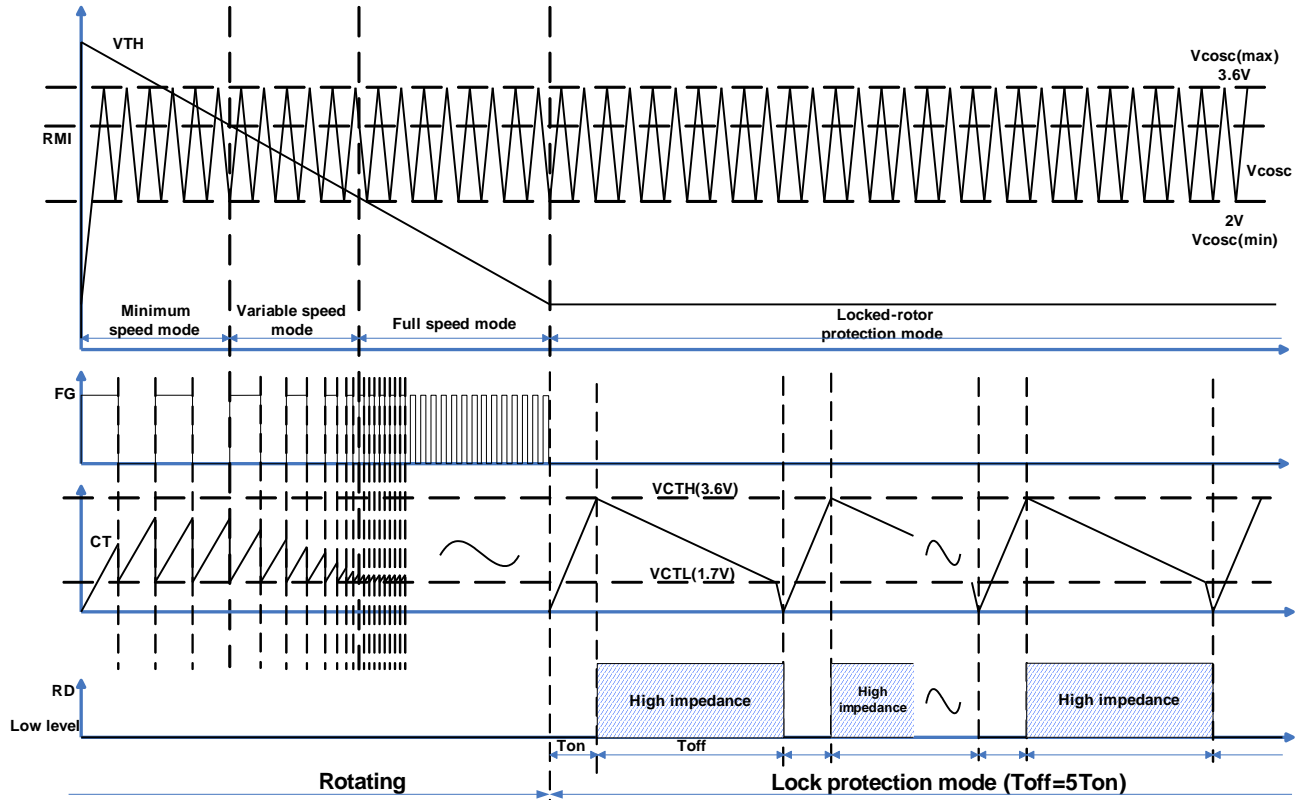 VTH
Vcosc(max)
3.6V
RMI
Vcosc
2V
Vcosc(min)
Minimum
speed mode
Variable speed
mode
Full speed mode
Locked-rotor
protection mode
FG
VCTH(3.6V)
CT
VCTL(1.7V)
RD
High impedance
High
impedance
High impedance
Low level
Ton
Toff
Rotating
Lock protection mode (Toff=5Ton)